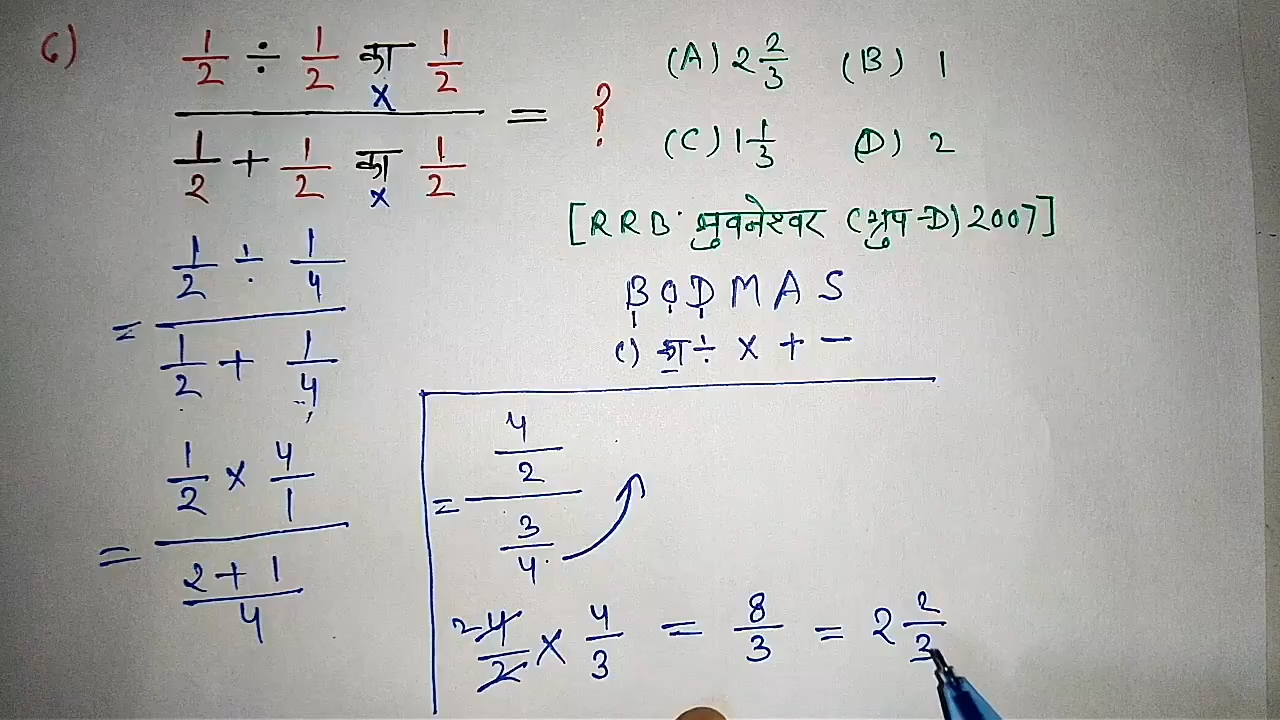 6)
1/2 ÷ 1/2 का 1/2
x
1/2 + 1/2 का 1/2
x
= ?
(A) 2 2/3 (B) 1
(C) 1 1/3 (D) 2
[RRB भुवनेश्वर (ग्रुप-D) 2007]
BODMAS
() का ÷ × + −
= (1/2 ÷ 1/4) / (1/2 + 1/4)
= (1/2 × 4/1) / ((2+1)/4)
= (4/2) / (3/4)
2 4/2 × 4/3 = 8/3 = 2 2/3